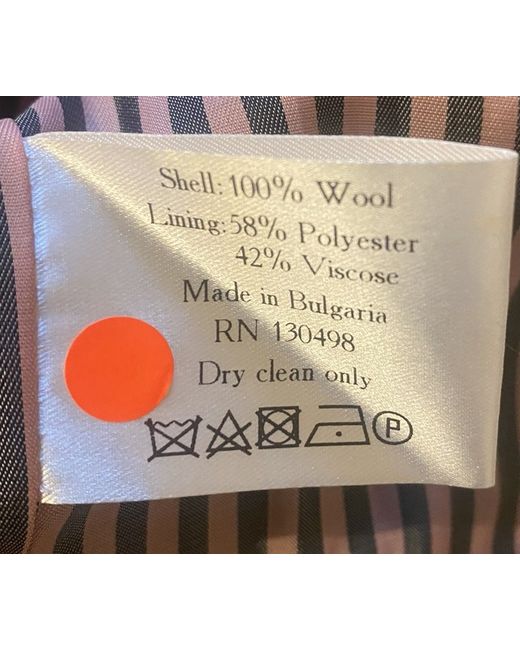 Shell: 100% Wool
Lining: 58% Polyester
42% Viscose
Made in Bulgaria
RN 130498
Dry clean only
P